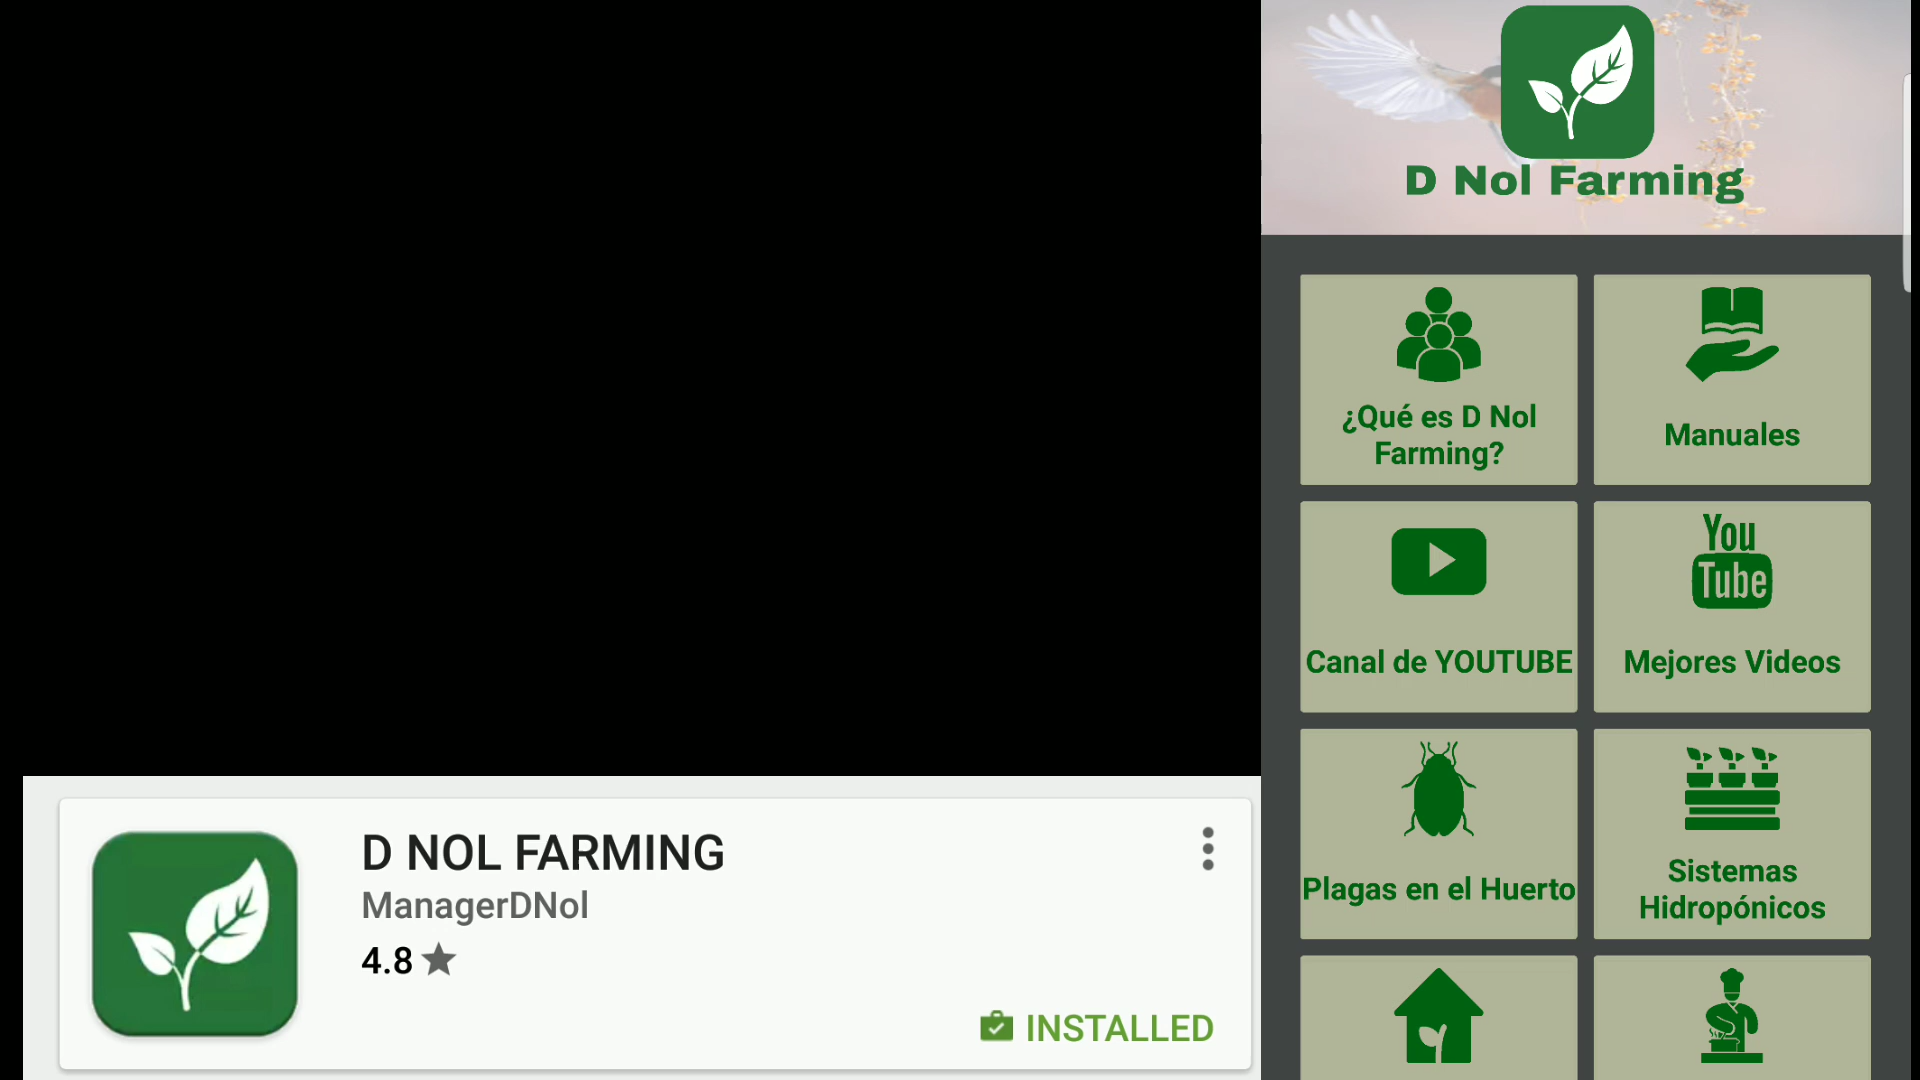 D Nol Farming
¿Qué es D Nol
Farming?
Manuales
Canal de YOUTUBE
You
Tube
Mejores Videos
Plagas en el Huerto
Sistemas
Hidropónicos
D NOL FARMING
ManagerDNol
4.8
INSTALLED